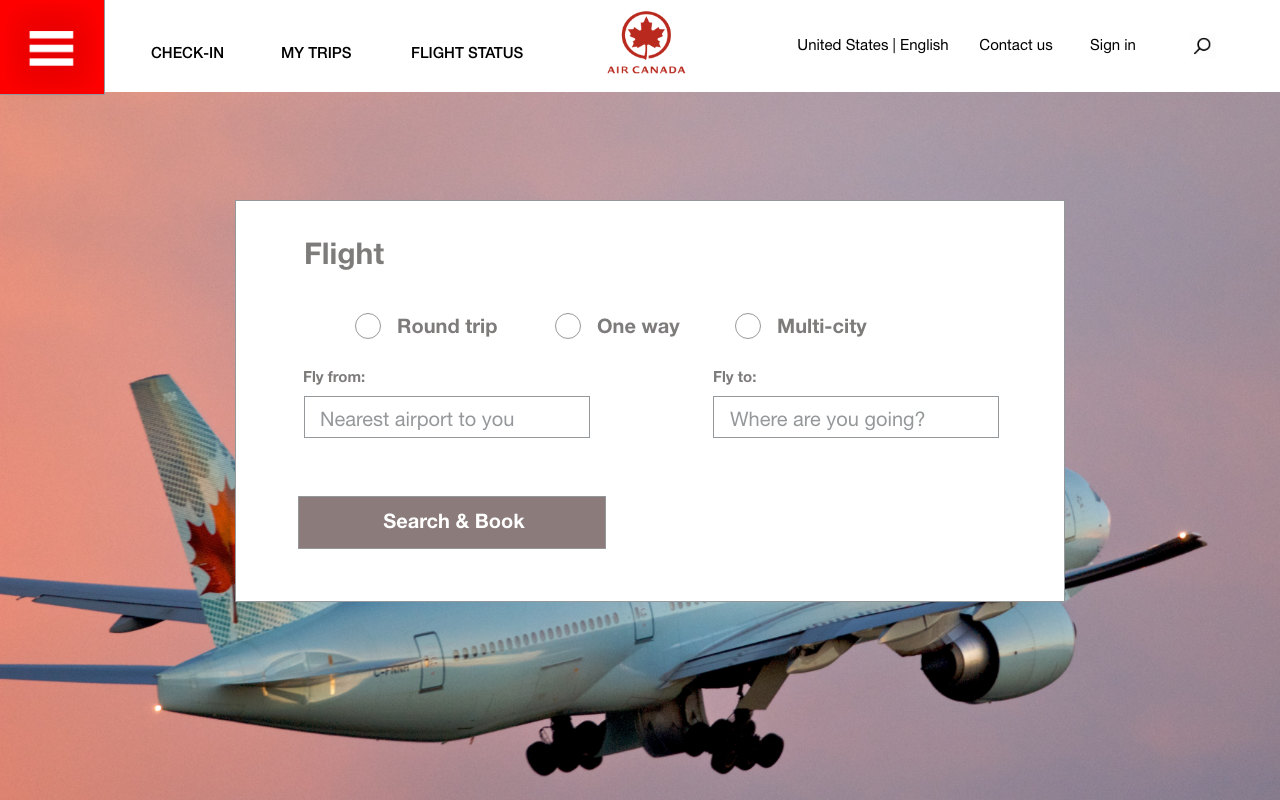 CHECK-IN MY TRIPS FLIGHT STATUS
AIR CANADA
United States | English Contact us Sign in
Flight
Round trip One way Multi-city
Fly from: Fly to:
Nearest airport to you Where are you going?
Search & Book